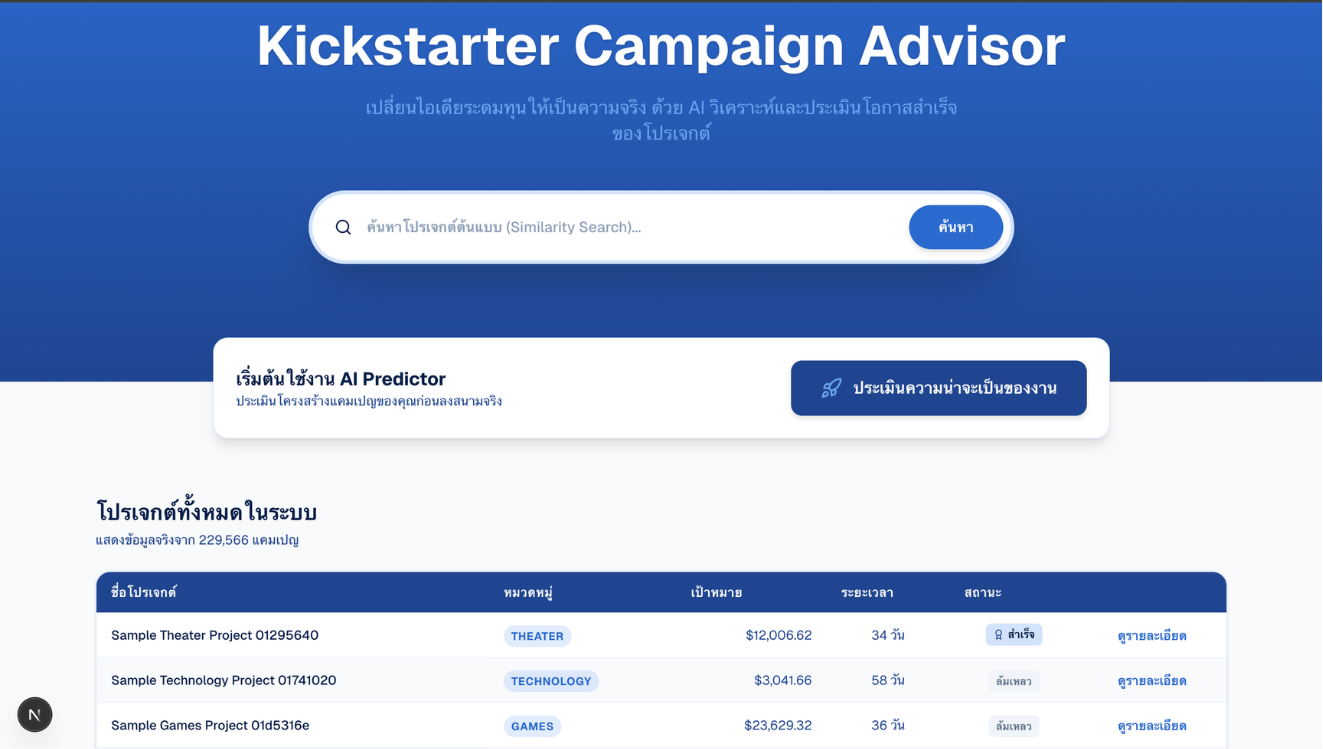 Kickstarter Campaign Advisor
เปลี่ยนไอเดียระดมทุนให้เป็นความจริง ด้วย AI วิเคราะห์และประเมินโอกาสสำเร็จ
ของโปรเจกต์
ค้นหาโปรเจกต์ต้นแบบ (Similarity Search)...
ค้นหา
เริ่มต้นใช้งาน AI Predictor
ประเมินโครงสร้างแคมเปญของคุณก่อนลงสนามจริง
ประเมินความน่าจะเป็นของงาน
โปรเจกต์ทั้งหมดในระบบ
แสดงข้อมูลจริงจาก 229,566 แคมเปญ
ชื่อโปรเจกต์ หมวดหมู่ เป้าหมาย ระยะเวลา สถานะ
Sample Theater Project 01295640 THEATER $12,006.62 34 วัน สำเร็จ ดูรายละเอียด
Sample Technology Project 01741020 TECHNOLOGY $3,041.66 58 วัน ล้มเหลว ดูรายละเอียด
Sample Games Project 01d5316e GAMES $23,629.32 36 วัน ล้มเหลว ดูรายละเอียด
N